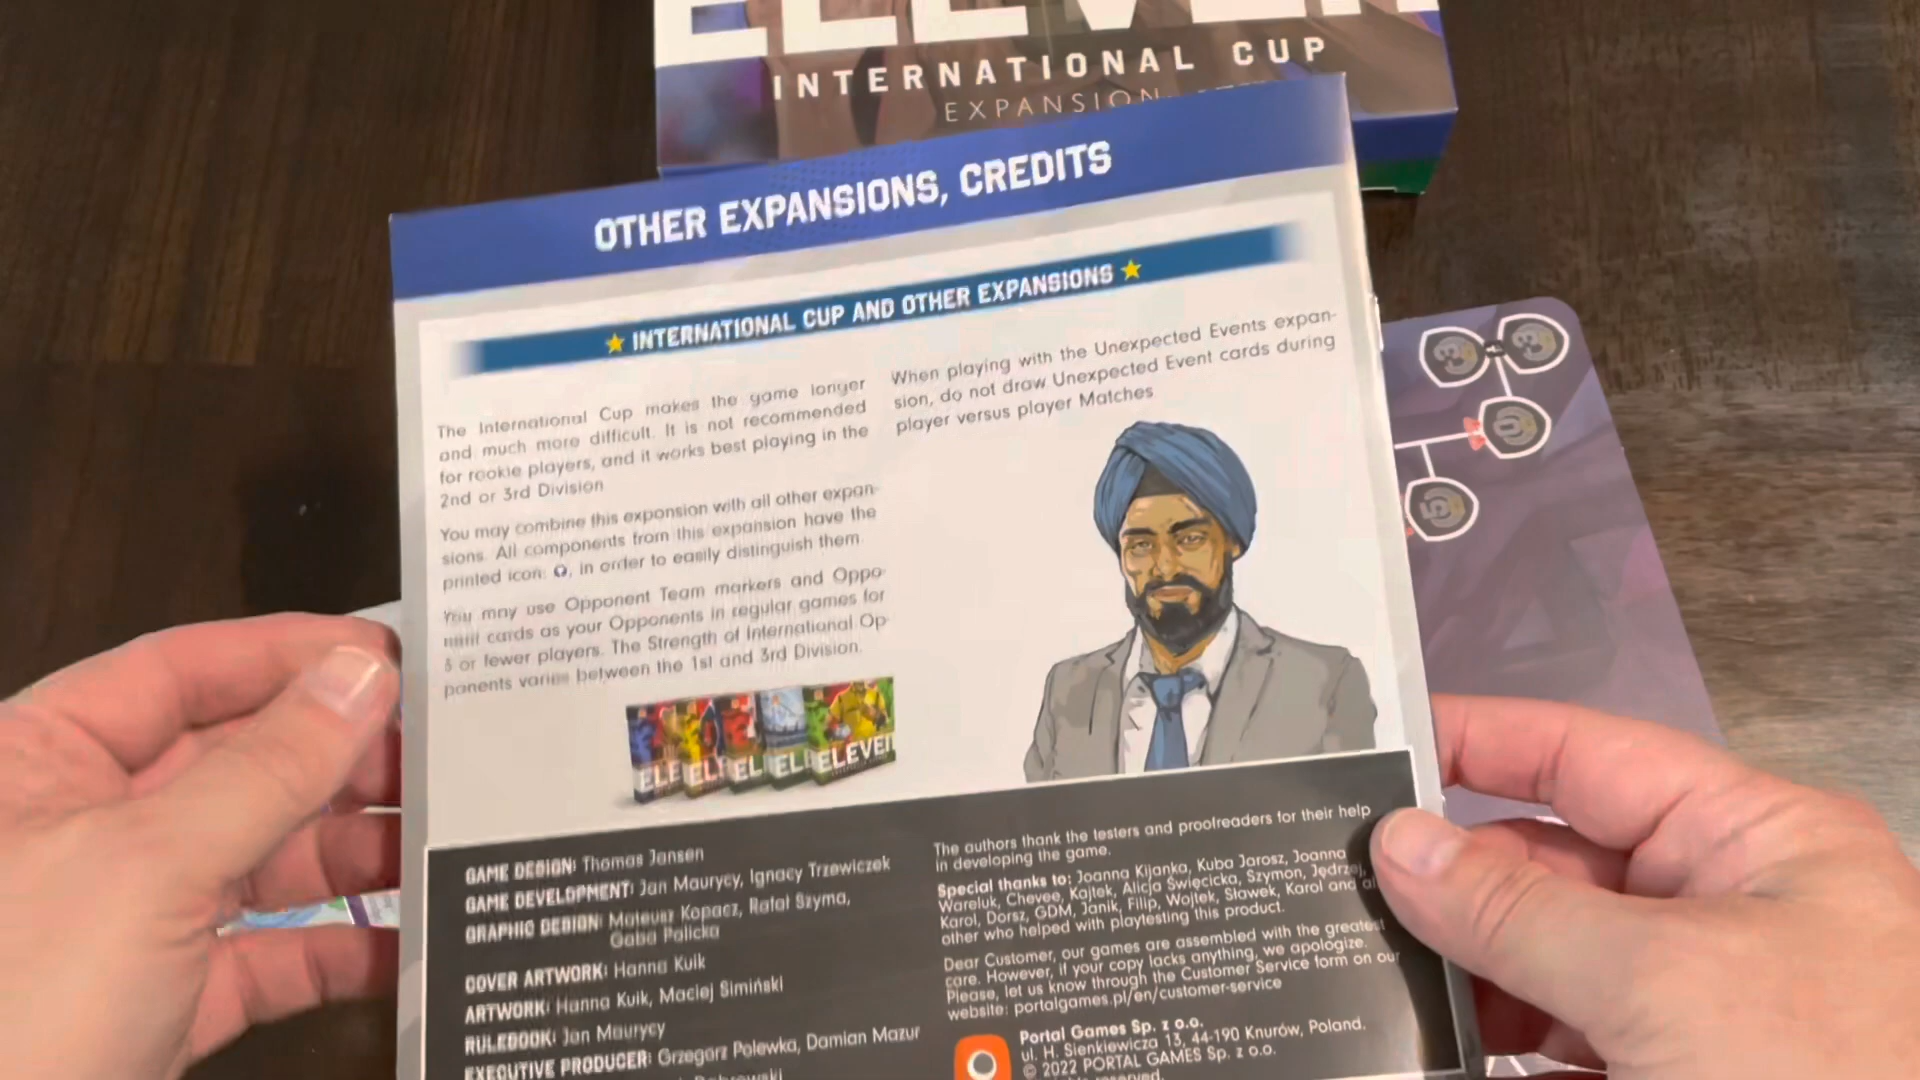 ELEVEN
INTERNATIONAL CUP
EXPANSION
OTHER EXPANSIONS, CREDITS
INTERNATIONAL CUP AND OTHER EXPANSIONS
The International Cup makes the game longer
and much more difficult. It is not recommended
for rookie players, and it works best playing in the
2nd or 3rd Division
You may combine this expansion with all other expan-
sions. All components from this expansion have the
printed icon: , in order to easily distinguish them.
You may use Opponent Team markers and Oppo-
cards as your Opponents in regular games for
or fewer players. The Strength of International Op-
ponents varies between the 1st and 3rd Division.
When playing with the Unexpected Events expan-
sion, do not draw Unexpected Event cards during
player versus player Matches
ELE ELE EL EL ELEVEN
GAME DESIGN: Thomas Jansen
GAME DEVELOPMENT: Jan Maurycy, Ignacy Trzewiczek
GRAPHIC DESIGN: Mateusz Kopacz, Rafał Szyma,
Gaba Palicka
COVER ARTWORK: Hanna Kuik
ARTWORK: Hanna Kuik, Maciej Simiński
RULEBOOK: Jan Maurycy
EXECUTIVE PRODUCER: Grzegorz Polewka, Damian Mazur
The authors thank the testers and proofreaders for their help
in developing the game.
Special thanks to: Joanna Kijanka, Kuba Jarosz, Joanna
Wareluk, Chevee, Kajtek, Alicja Święcicka, Szymon, Jędrzej,
Karol, Dorsz, GDM, Janik, Filip, Wojtek, Sławek, Karol and al
other who helped with playtesting this product.
Dear Customer, our games are assembled with the greatest
care. However, if your copy lacks anything, we apologize.
Please, let us know through the Customer Service form on our
website: portalgames.pl/en/customer-service
Portal Games Sp. z o.o.
ul. H. Sienkiewicza 13, 44-190 Knurów, Poland.
© 2022 PORTAL GAMES Sp. z o.o.
reserved.